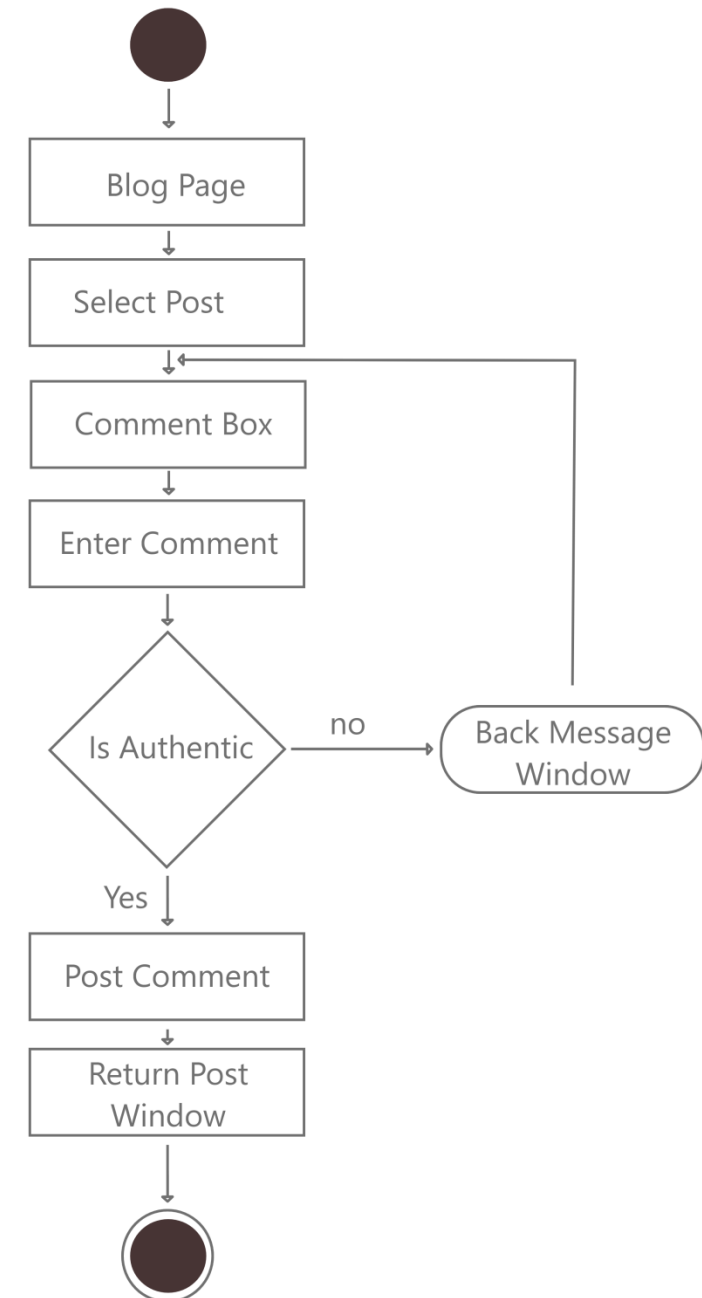 Blog Page
Select Post
Comment Box
Enter Comment
Is Authentic
no
Back Message
Window
Yes
Post Comment
Return Post
Window